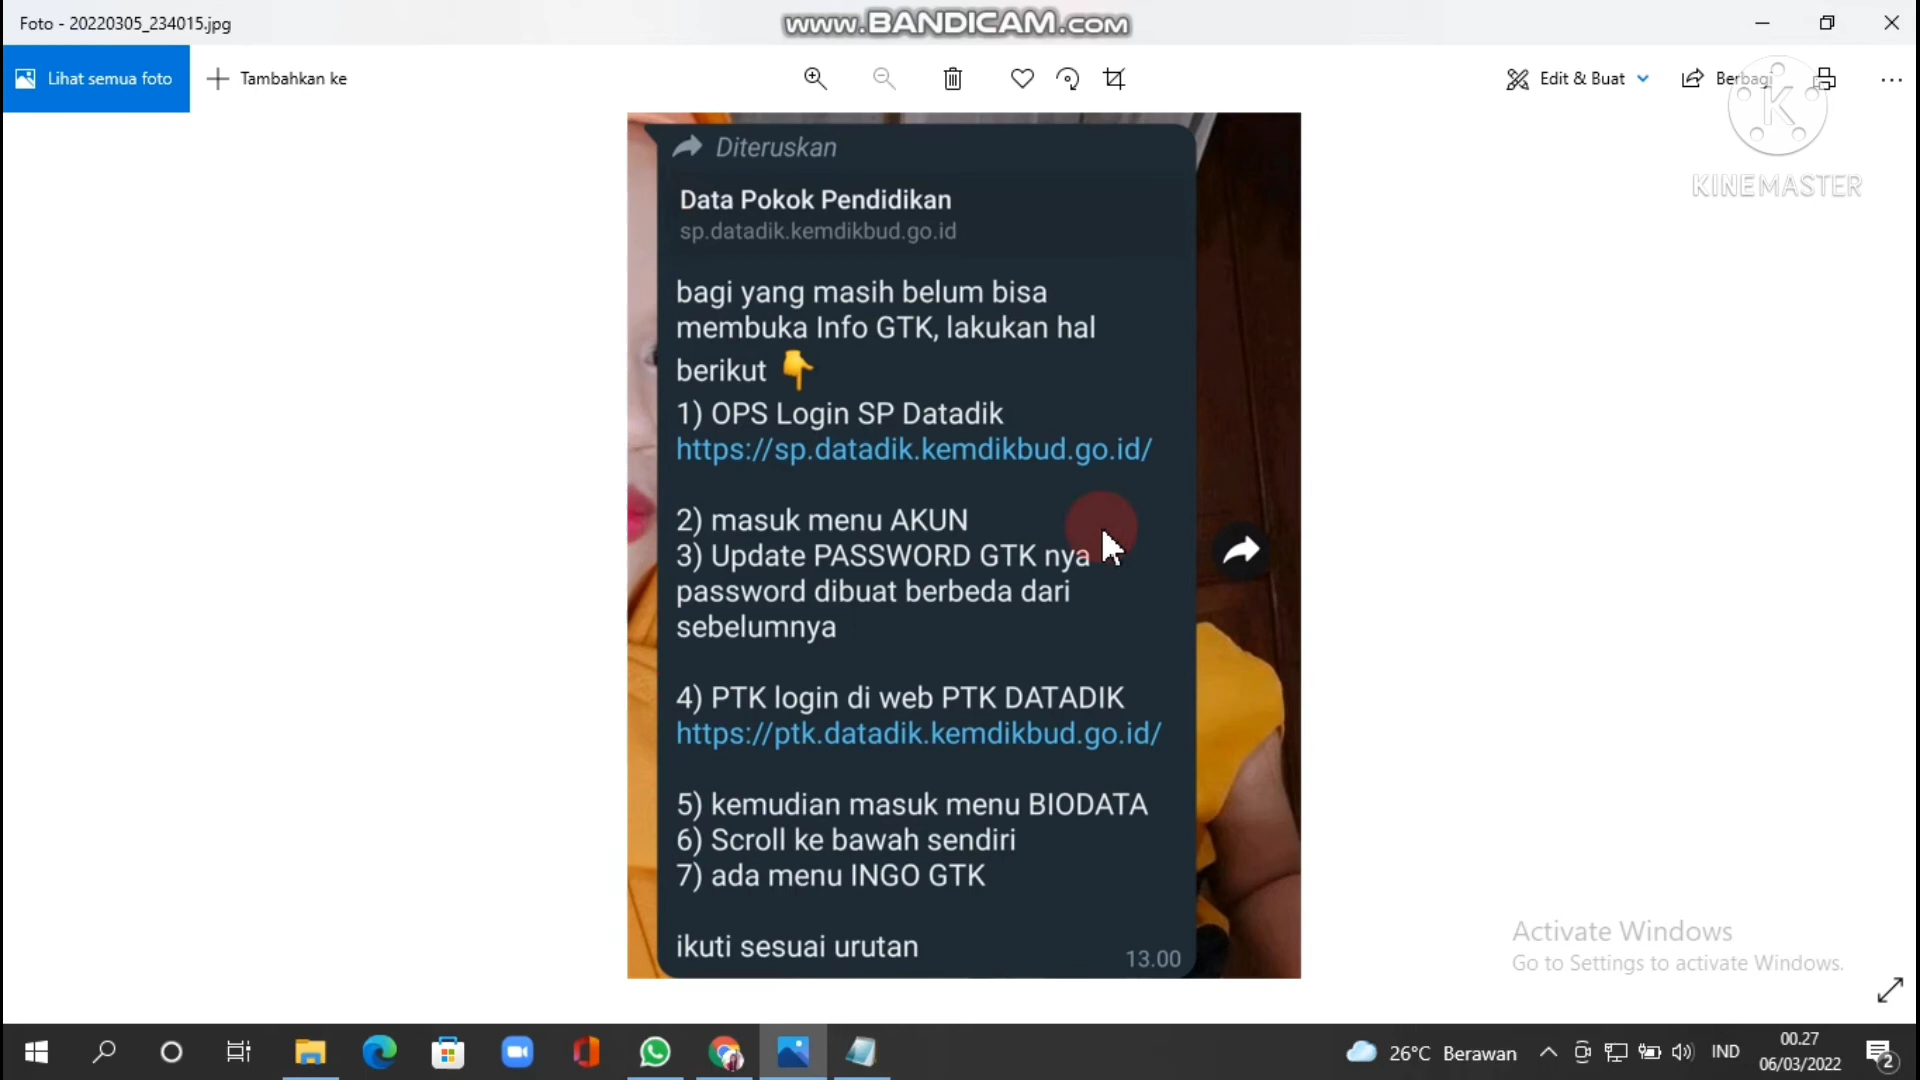 Foto - 20220305_234015.jpg
www.BANDICAM.com
Lihat semua foto
Tambahkan ke
Edit & Buat
Berbagi
KINEMASTER
Diteruskan
Data Pokok Pendidikan
sp.datadik.kemdikbud.go.id
bagi yang masih belum bisa
membuka Info GTK, lakukan hal
berikut 👇
1) OPS Login SP Datadik
https://sp.datadik.kemdikbud.go.id/
2) masuk menu AKUN
3) Update PASSWORD GTK nya
password dibuat berbeda dari
sebelumnya
4) PTK login di web PTK DATADIK
https://ptk.datadik.kemdikbud.go.id/
5) kemudian masuk menu BIODATA
6) Scroll ke bawah sendiri
7) ada menu INGO GTK
ikuti sesuai urutan
13.00
Activate Windows
Go to Settings to activate Windows.
26°C Berawan
IND
00.27
06/03/2022
2